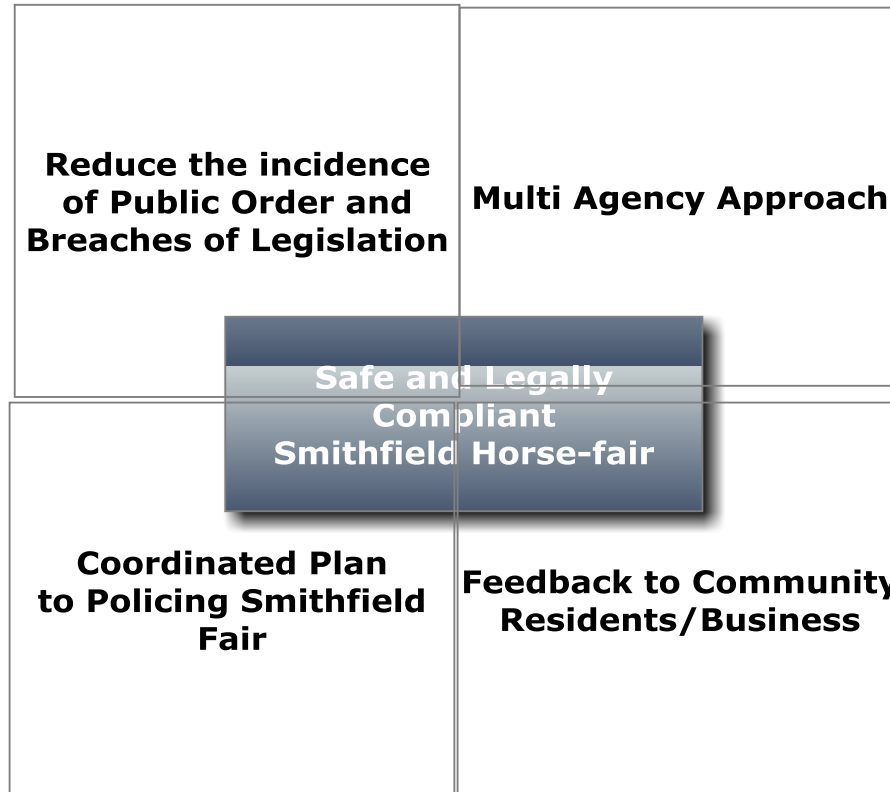 Reduce the incidence
of Public Order and
Breaches of Legislation
Multi Agency Approach
Safe and Legally
Compliant
Smithfield Horse-fair
Coordinated Plan
to Policing Smithfield
Fair
Feedback to Community
Residents/Business